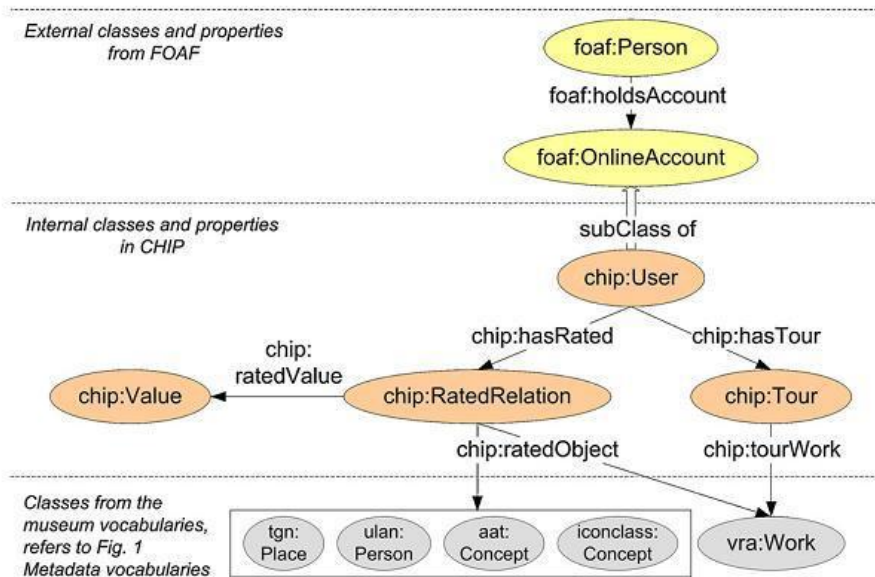 External classes and properties
from FOAF
foaf:Person
foaf:holdsAccount
foaf:OnlineAccount
Internal classes and properties
in CHIP
subClass of
chip:User
chip:hasRated
chip:hasTour
chip:
ratedValue
chip:Value
chip:RatedRelation
chip:Tour
chip:ratedObject
chip:tourWork
Classes from the
museum vocabularies,
refers to Fig. 1
Metadata vocabularies
tgn:
Place
ulan:
Person
aat:
Concept
iconclass:
Concept
vra:Work